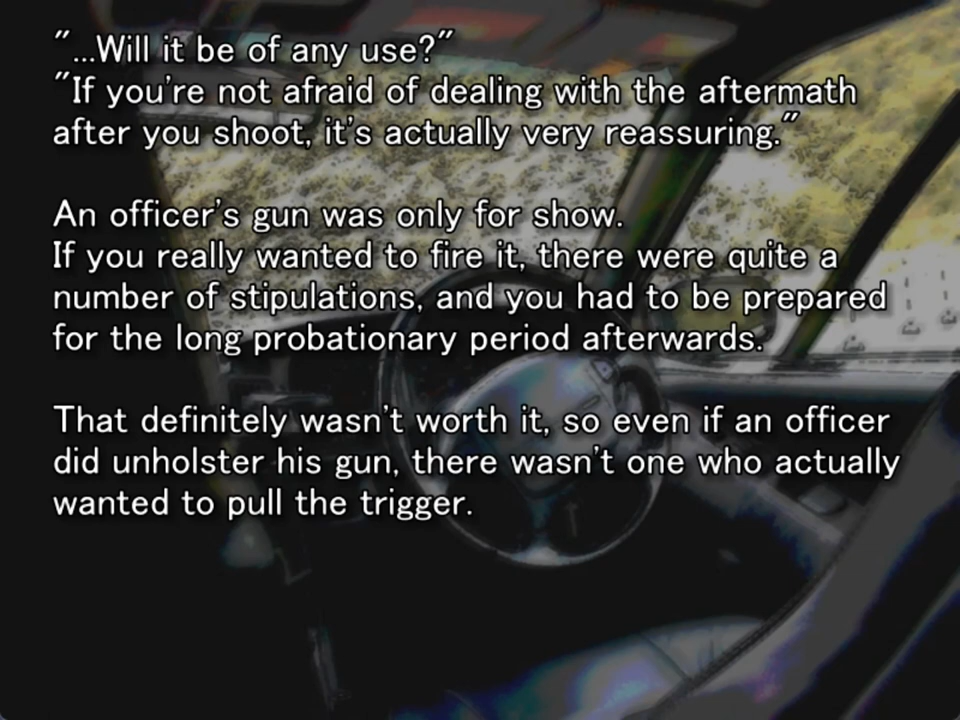 "...Will it be of any use?"
"If you're not afraid of dealing with the aftermath
after you shoot, it's actually very reassuring."
An officer's gun was only for show.
If you really wanted to fire it, there were quite a
number of stipulations, and you had to be prepared
for the long probationary period afterwards.
That definitely wasn't worth it, so even if an officer
did unholster his gun, there wasn't one who actually
wanted to pull the trigger.